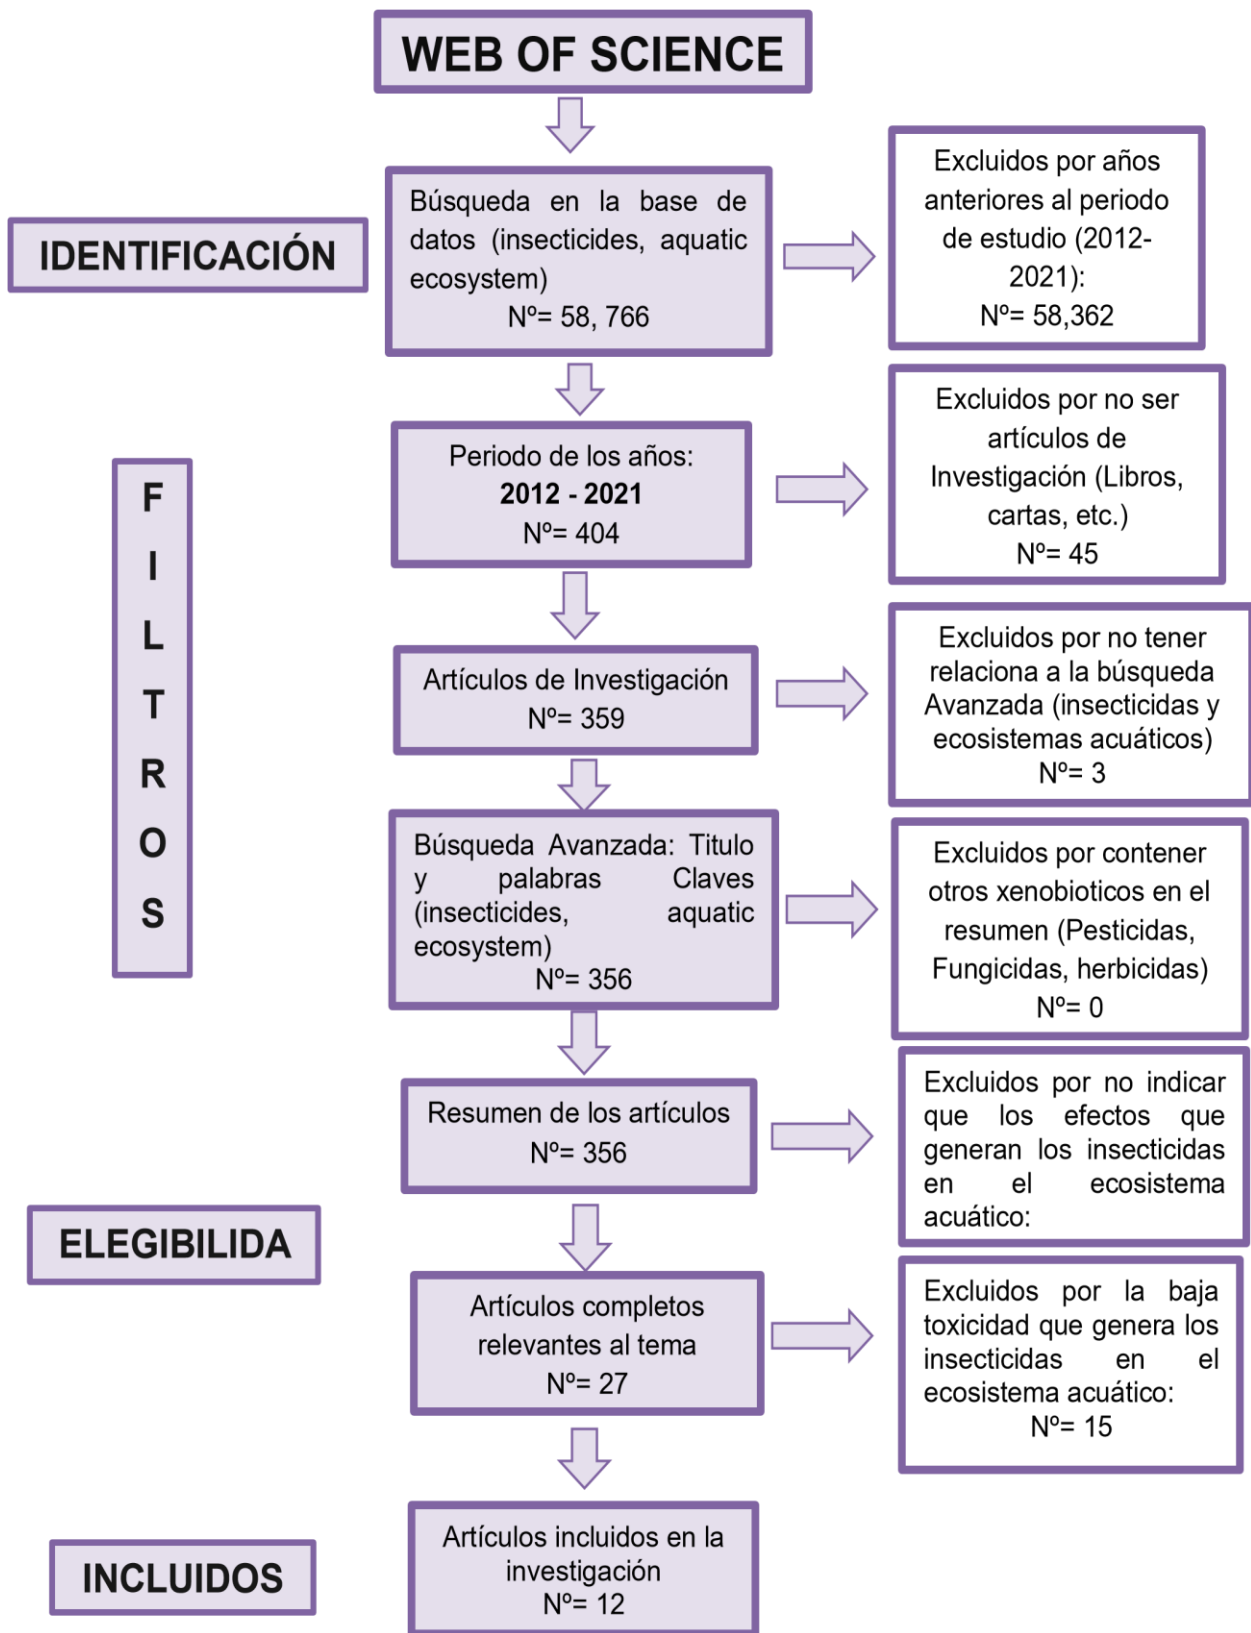 WEB OF SCIENCE
IDENTIFICACIÓN
Búsqueda en la base de
datos (insecticides, aquatic
ecosystem)
Nº= 58, 766
Excluidos por años
anteriores al periodo
de estudio (2012-
2021):
Nº= 58,362
F
I
L
T
R
O
S
Periodo de los años:
2012 - 2021
Nº= 404
Excluidos por no ser
artículos de
Investigación (Libros,
cartas, etc.)
Nº= 45
Artículos de Investigación
Nº= 359
Excluidos por no tener
relaciona a la búsqueda
Avanzada (insecticidas y
ecosistemas acuáticos)
Nº= 3
Búsqueda Avanzada: Titulo
y palabras Claves
(insecticides, aquatic
ecosystem)
Nº= 356
Excluidos por contener
otros xenobioticos en el
resumen (Pesticidas,
Fungicidas, herbicidas)
Nº= 0
Resumen de los artículos
Nº= 356
Excluidos por no indicar
que los efectos que
generan los insecticidas
en el ecosistema
acuático:
ELEGIBILIDA
Artículos completos
relevantes al tema
Nº= 27
Excluidos por la baja
toxicidad que genera los
insecticidas en el
ecosistema acuático:
Nº= 15
INCLUIDOS
Artículos incluidos en la
investigación
Nº= 12